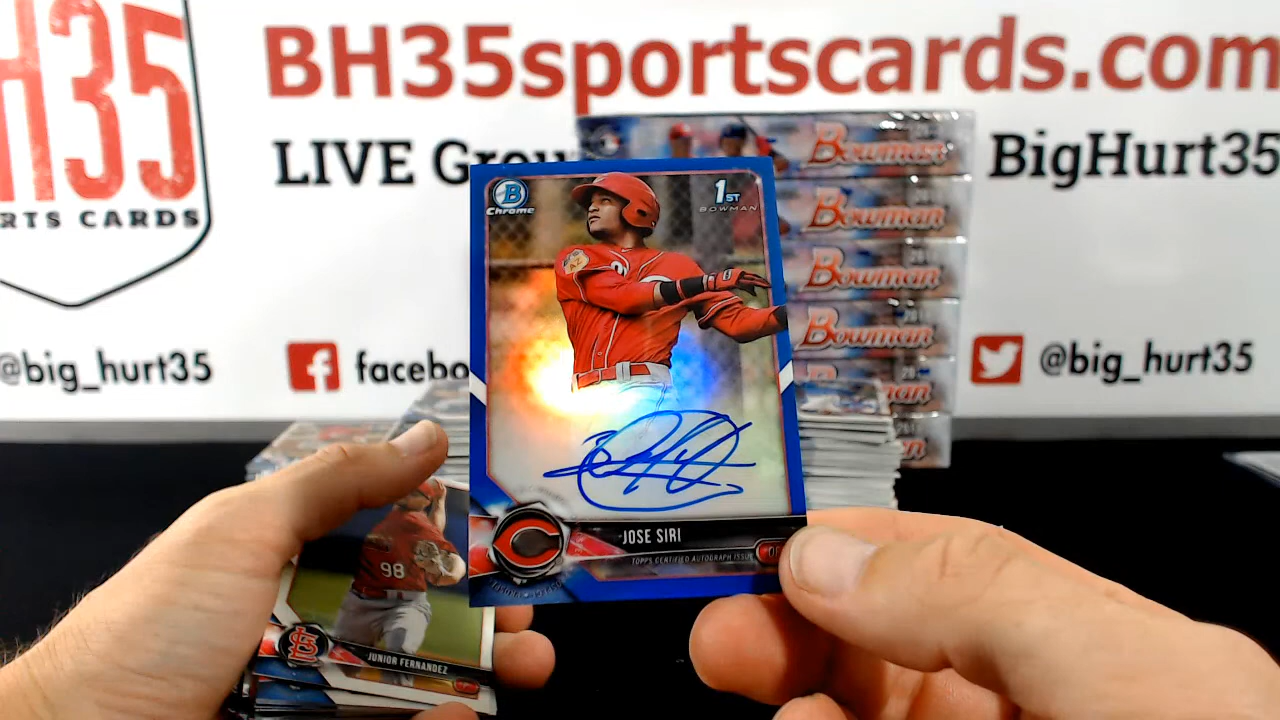 H35
RTS CARDS
BH35sportscards.com
LIVE Grou
BigHurt35
@big_hurt35
facebo
@big_hurt35
Bowman
Bowman
Bowman
Bowman
B
Chrome
1ST
BOWMAN
JOSE SIRI
TOPPS CERTIFIED AUTOGRAPH ISSUE
98
JUNIOR FERNANDEZ